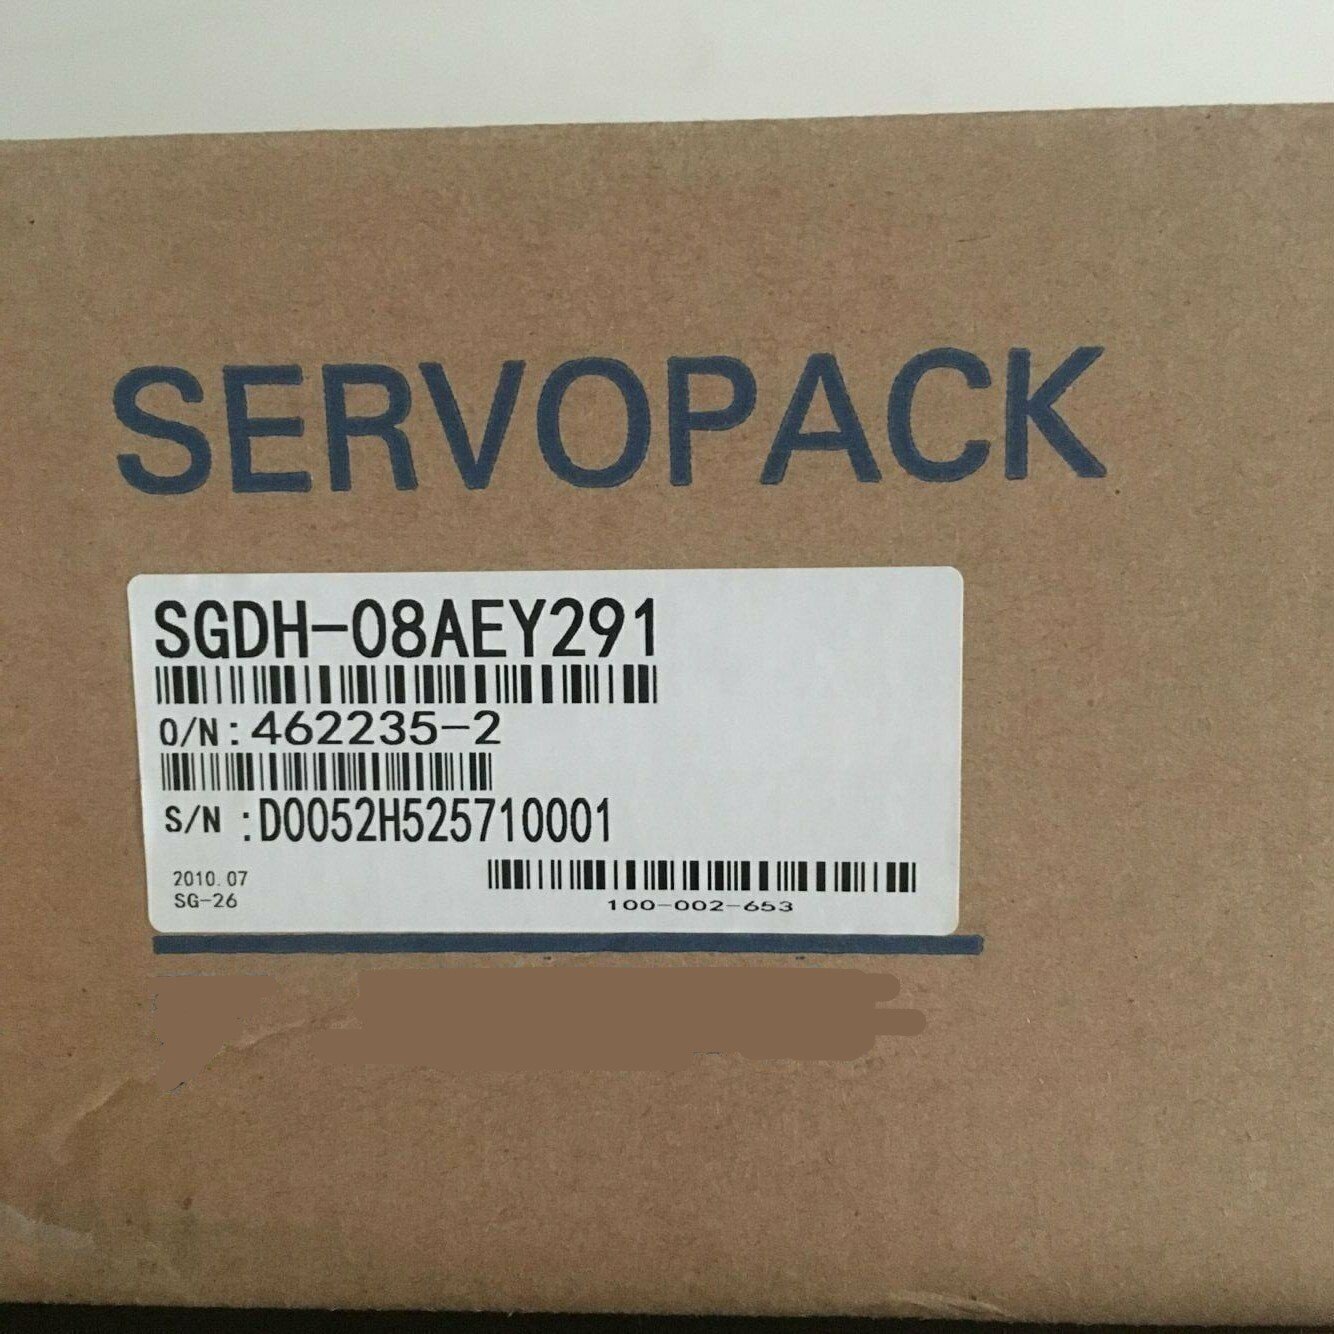 SERVOPACK
SGDH-08AEY291
O/N:462235-2
S/N :D0052H525710001
2010.07
SG-26
100-002-653